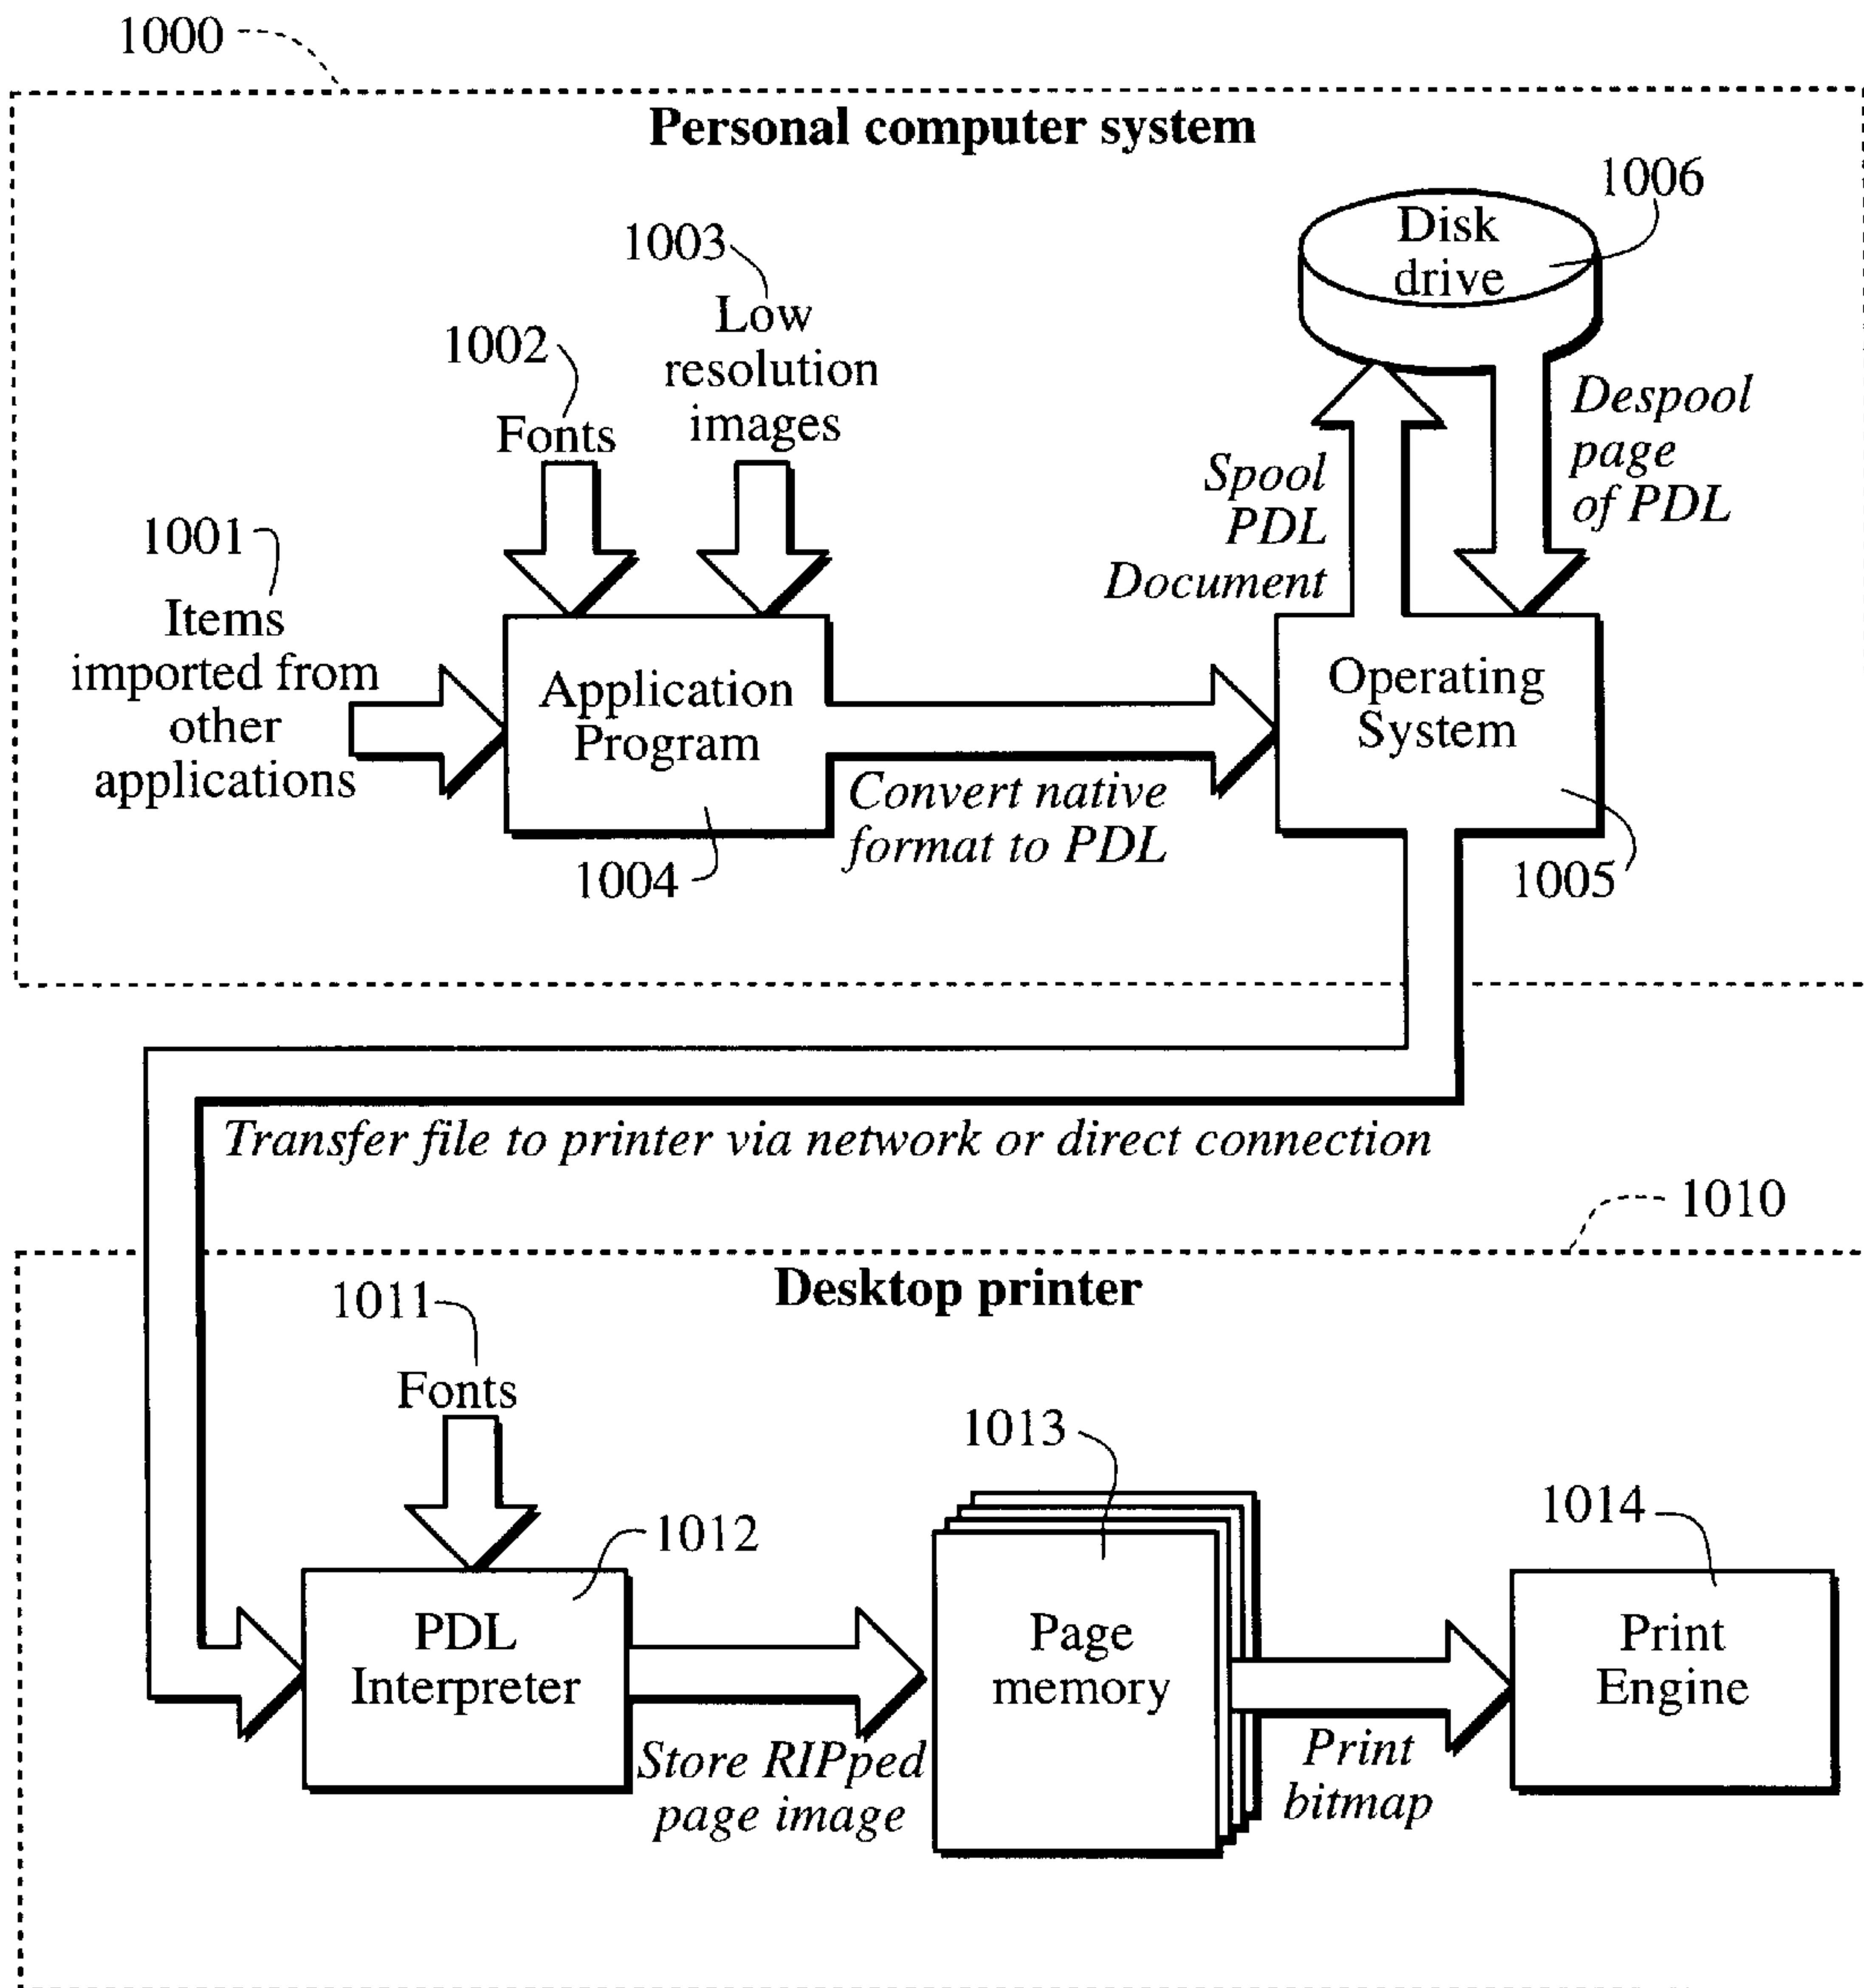 1000
Personal computer system
1006
Disk
drive
1003
Low
resolution
images
1002
Fonts
Despool
page
of PDL
Spool
PDL
Document
1001
Items
imported from
other
applications
Application
Program
Operating
System
Convert native
format to PDL
1004
1005
Transfer file to printer via network or direct connection
1010
Desktop printer
1011
Fonts
1013
1012
1014
PDL
Interpreter
Page
memory
Print
Engine
Store RIPped
page image
Print
bitmap